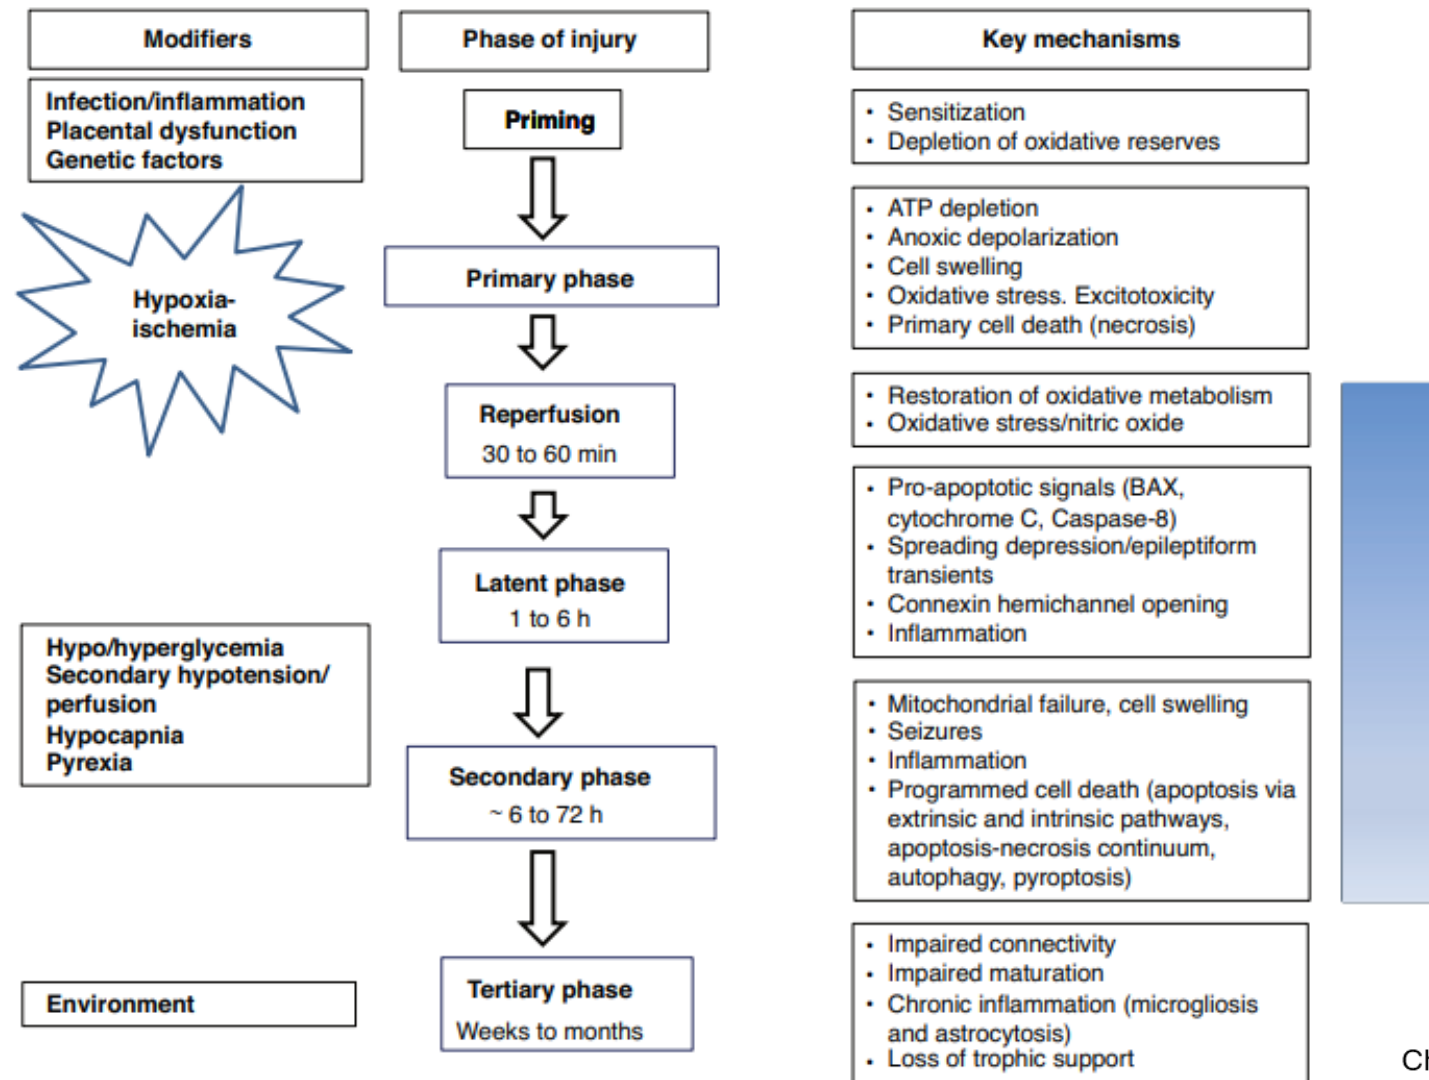 Modifiers
Phase of injury
Key mechanisms
Infection/inflammation
Placental dysfunction
Genetic factors
Priming
• Sensitization
• Depletion of oxidative reserves
Hypoxia-
ischemia
Primary phase
• ATP depletion
• Anoxic depolarization
• Cell swelling
• Oxidative stress. Excitotoxicity
• Primary cell death (necrosis)
Reperfusion
30 to 60 min
• Restoration of oxidative metabolism
• Oxidative stress/nitric oxide
Latent phase
1 to 6 h
• Pro-apoptotic signals (BAX,
cytochrome C, Caspase-8)
• Spreading depression/epileptiform
transients
• Connexin hemichannel opening
• Inflammation
Hypo/hyperglycemia
Secondary hypotension/
perfusion
Hypocapnia
Pyrexia
Secondary phase
~ 6 to 72 h
• Mitochondrial failure, cell swelling
• Seizures
• Inflammation
• Programmed cell death (apoptosis via
extrinsic and intrinsic pathways,
apoptosis-necrosis continuum,
autophagy, pyroptosis)
Environment
Tertiary phase
Weeks to months
• Impaired connectivity
• Impaired maturation
• Chronic inflammation (microgliosis
and astrocytosis)
• Loss of trophic support